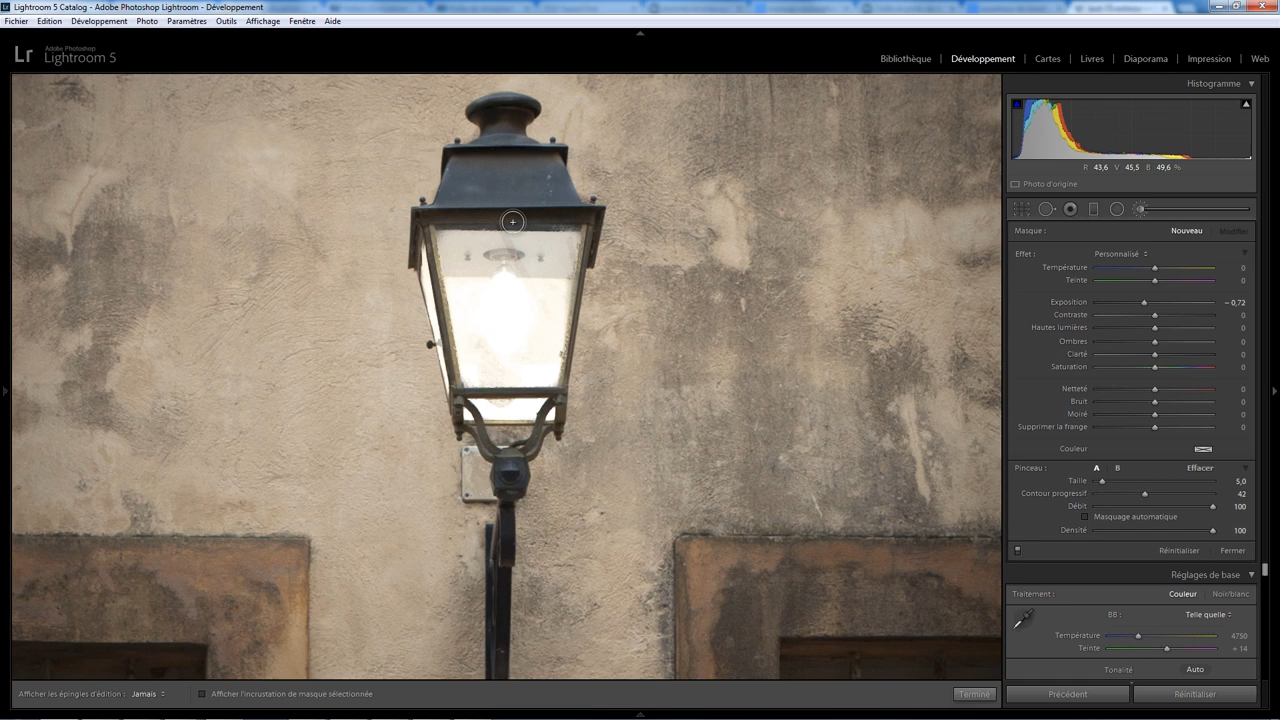 Lightroom 5 Catalog - Adobe Photoshop Lightroom - Développement
Fichier Edition Développement Photo Paramètres Outils Affichage Fenêtre Aide
Lr Adobe Photoshop
Lightroom 5
Bibliothèque | Développement | Cartes | Livres | Diaporama | Impression | Web
Histogramme
R 43,6 V 45,5 B 49,6 %
Photo d'origine
Masque : Nouveau Modifier
Effet : Personnalisé
Température 0
Teinte 0
Exposition – 0,72
Contraste 0
Hautes lumières 0
Ombres 0
Clarté 0
Saturation 0
Netteté 0
Bruit 0
Moiré 0
Supprimer la frange 0
Couleur
Pinceau : A B Effacer
Taille 5,0
Contour progressif 42
Débit 100
Masquage automatique
Densité 100
Réinitialiser Fermer
Réglages de base
Traitement : Couleur Noir/blanc
BB : Telle quelle
Température 4750
Teinte + 14
Tonalité Auto
Afficher les épingles d'édition : Jamais Afficher l'incrustation de masque sélectionnée Terminé
Précédent Réinitialiser